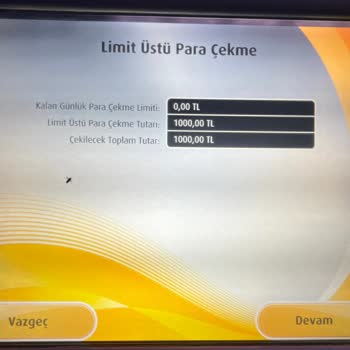 Limit Üstü Para Çekme
Kalan Günlük Para Çekme Limiti: 0,00 TL
Limit Üstü Para Çekme Tutarı: 1000,00 TL
Çekilecek Toplam Tutar: 1000,00 TL
Vazgeç Devam